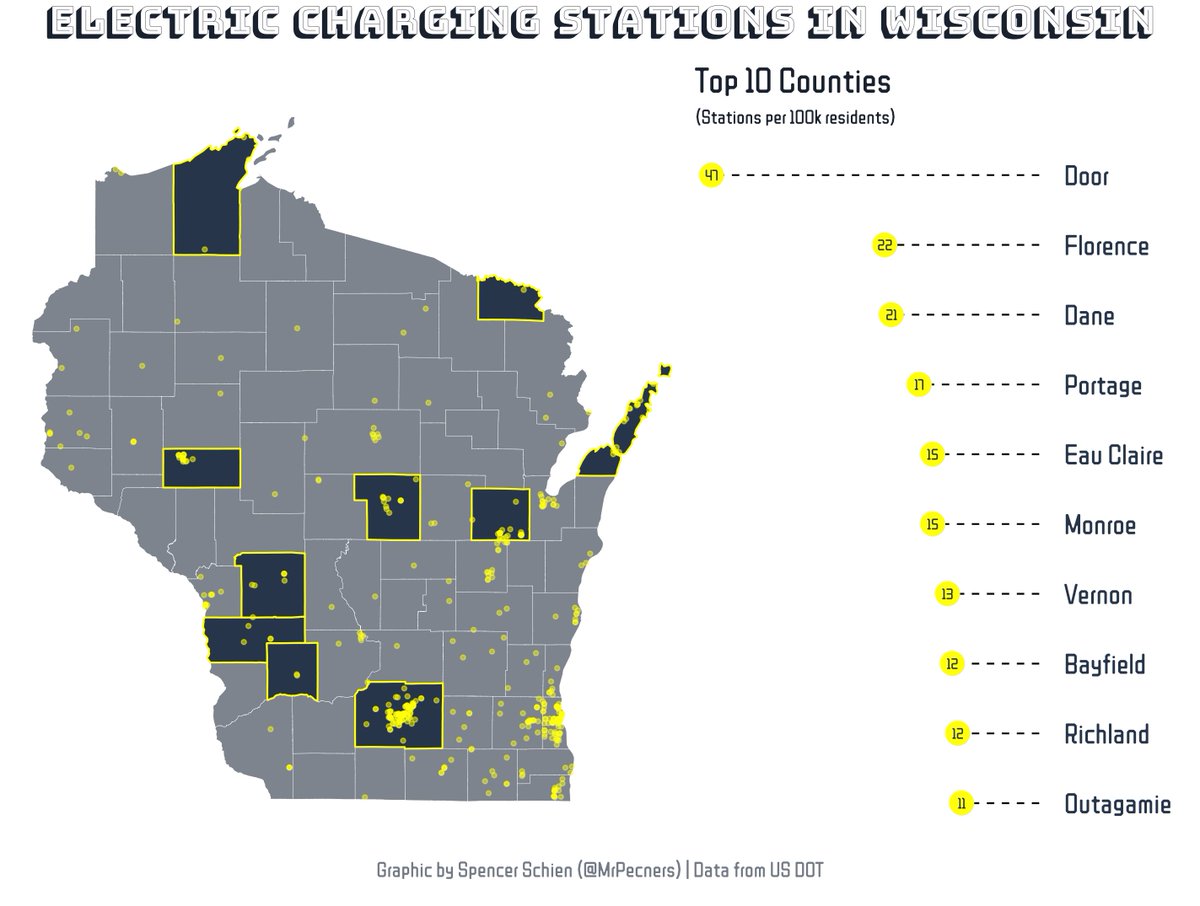 ELECTRIC CHARGING STATIONS IN WISCONSIN
Top 10 Counties
(Stations per 100k residents)
47 Door
22 Florence
21 Dane
17 Portage
15 Eau Claire
15 Monroe
13 Vernon
12 Bayfield
12 Richland
11 Outagamie
Graphic by Spencer Schien (@MrPecners) | Data from US DOT